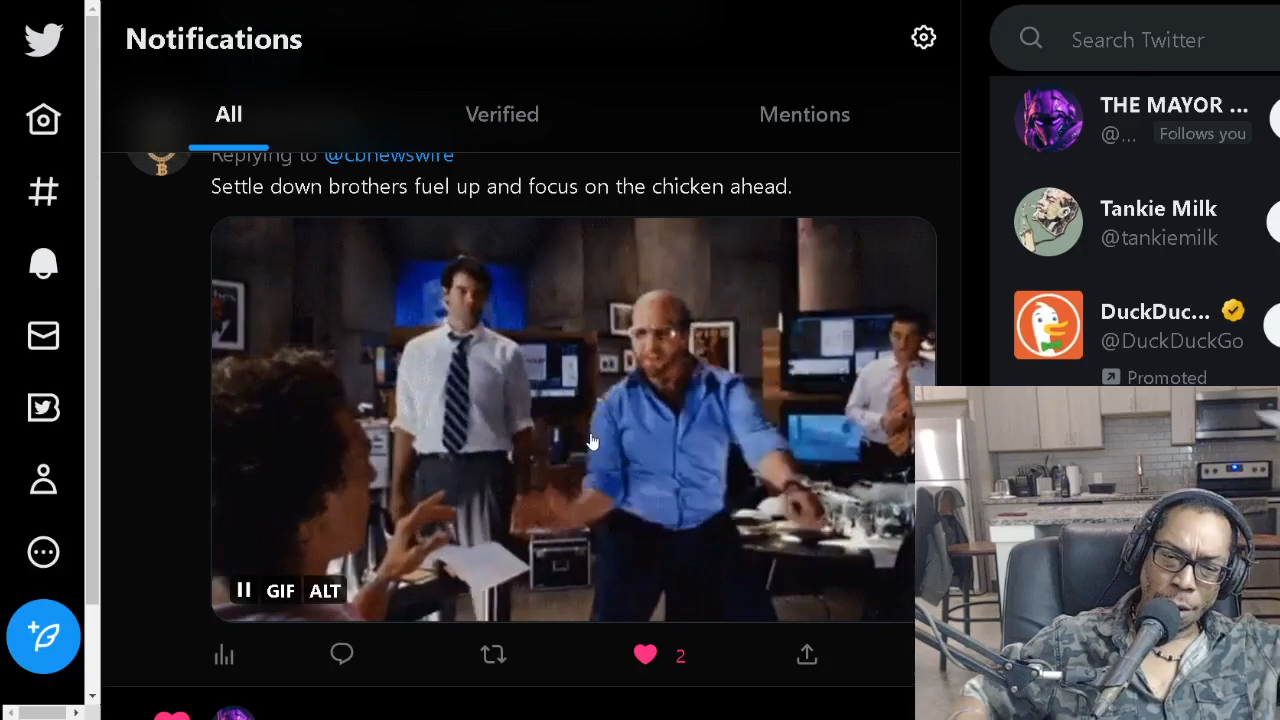 Notifications
Search Twitter
All
Verified
Mentions
THE MAYOR ...
@...
Follows you
Replying to @cbnewswire
Settle down brothers fuel up and focus on the chicken ahead.
Tankie Milk
@tankiemilk
DuckDuc...
@DuckDuckGo
Promoted
GIF
ALT
2